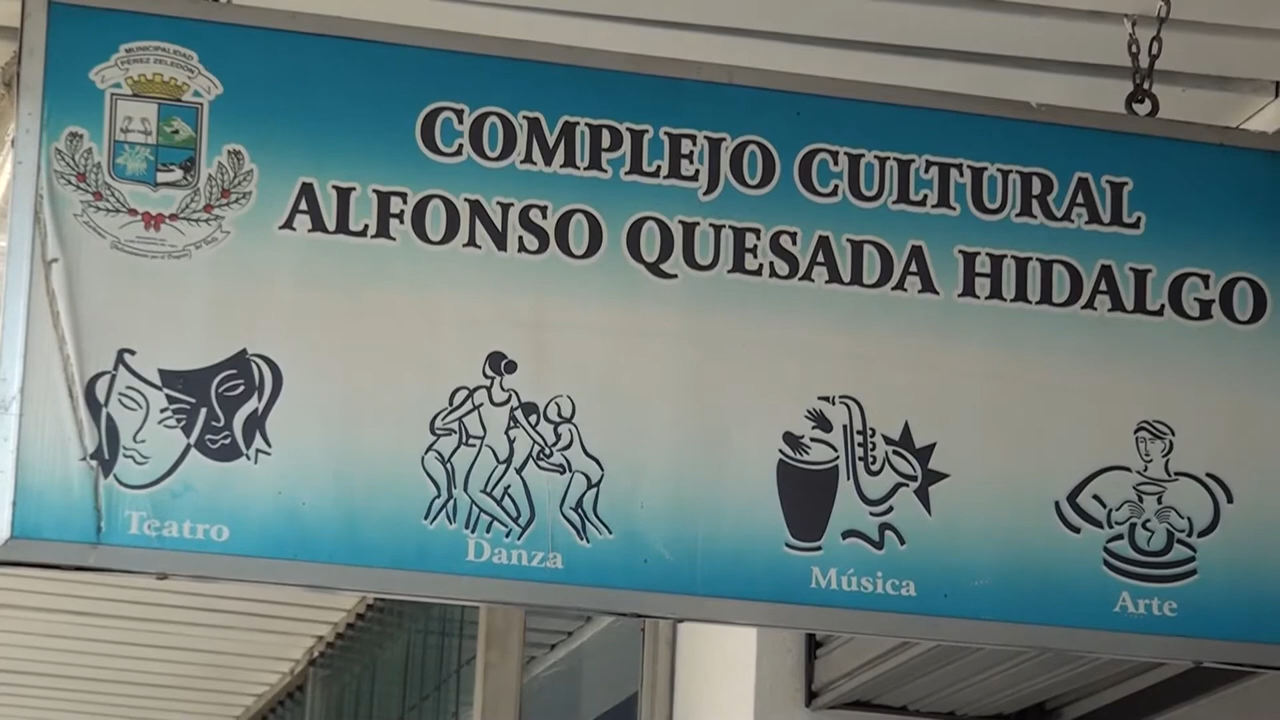 MUNICIPALIDAD
PÉREZ ZELEDÓN
COMPLEJO CULTURAL
ALFONSO QUESADA HIDALGO
Teatro
Danza
Música
Arte